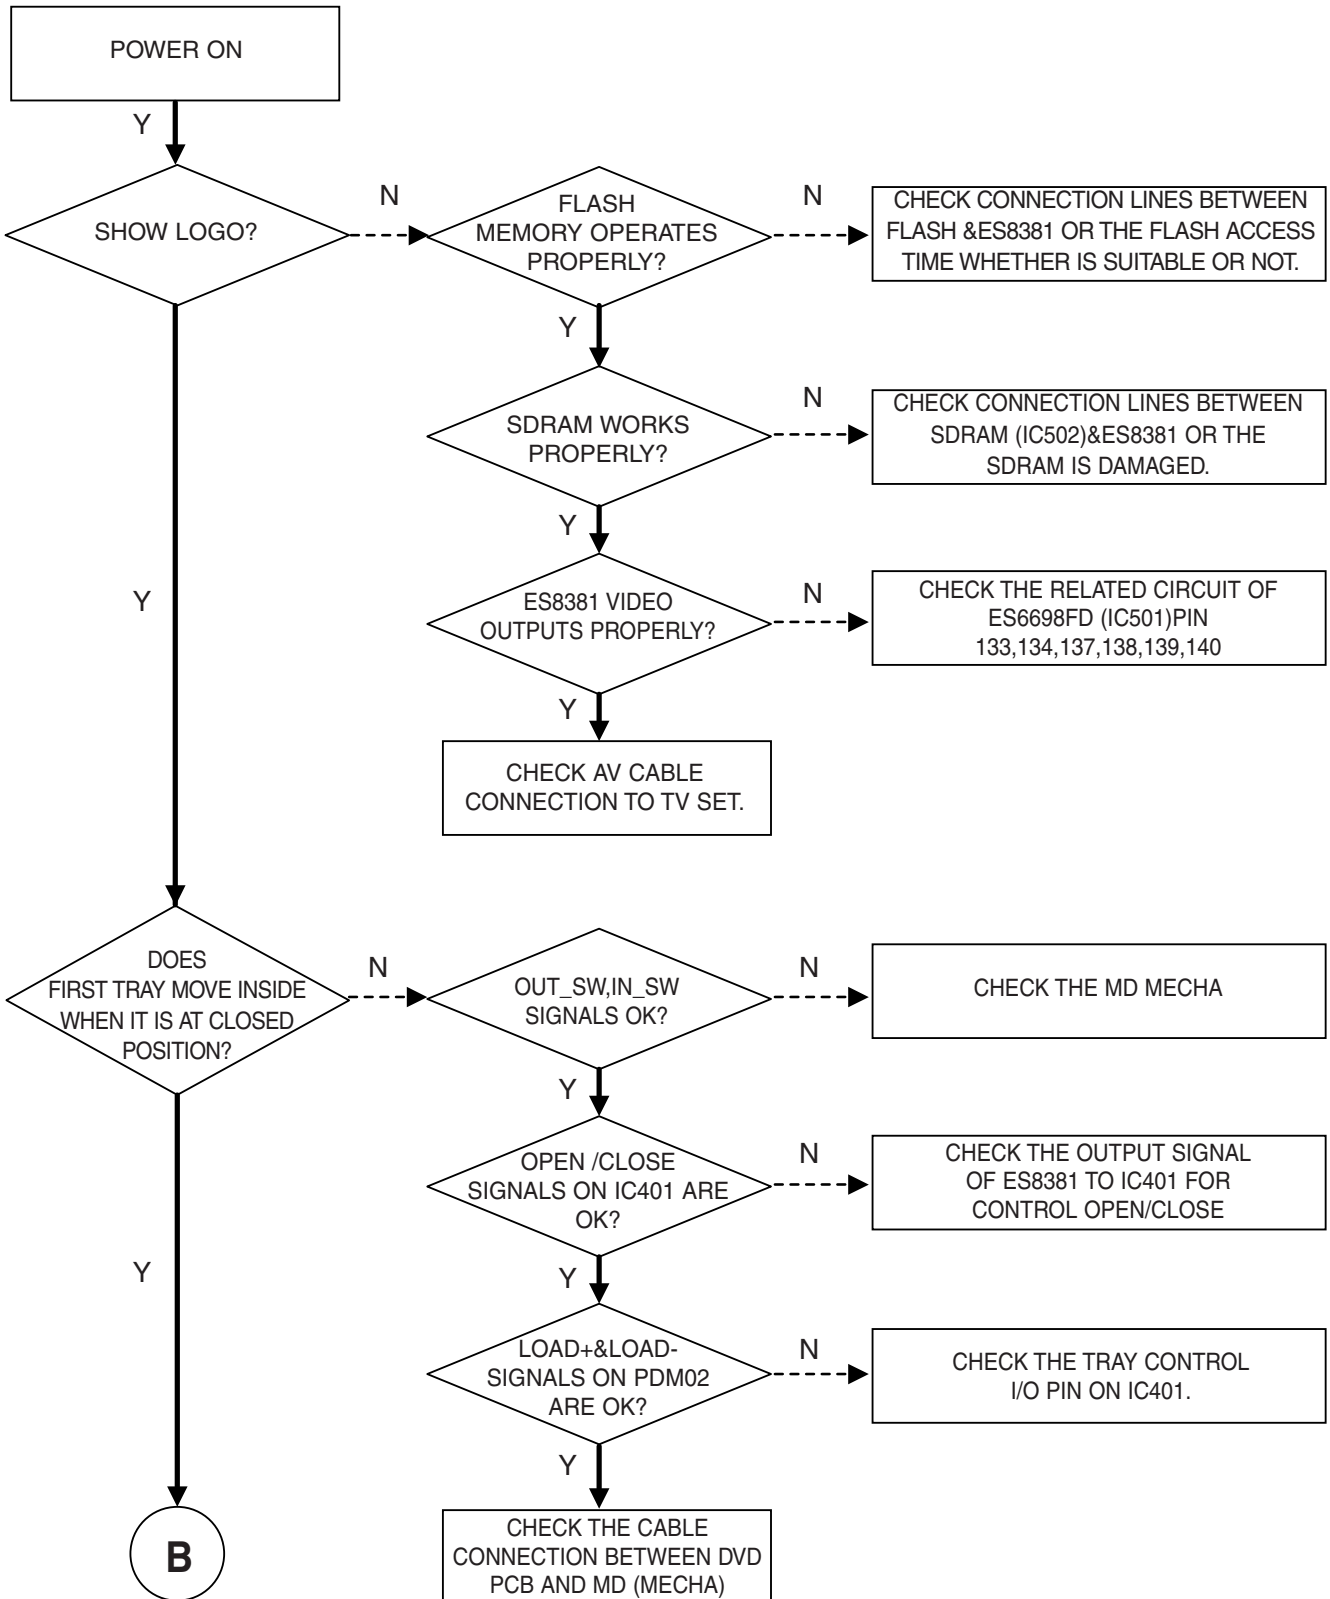 POWER ON
Y
SHOW LOGO?
N
FLASH
MEMORY OPERATES
PROPERLY?
N
CHECK CONNECTION LINES BETWEEN
FLASH &ES8381 OR THE FLASH ACCESS
TIME WHETHER IS SUITABLE OR NOT.
Y
SDRAM WORKS
PROPERLY?
N
CHECK CONNECTION LINES BETWEEN
SDRAM (IC502)&ES8381 OR THE
SDRAM IS DAMAGED.
Y
ES8381 VIDEO
OUTPUTS PROPERLY?
N
CHECK THE RELATED CIRCUIT OF
ES6698FD (IC501)PIN
133,134,137,138,139,140
Y
CHECK AV CABLE
CONNECTION TO TV SET.
Y
DOES
FIRST TRAY MOVE INSIDE
WHEN IT IS AT CLOSED
POSITION?
N
OUT_SW,IN_SW
SIGNALS OK?
N
CHECK THE MD MECHA
Y
OPEN /CLOSE
SIGNALS ON IC401 ARE
OK?
N
CHECK THE OUTPUT SIGNAL
OF ES8381 TO IC401 FOR
CONTROL OPEN/CLOSE
Y
LOAD+&LOAD-
SIGNALS ON PDM02
ARE OK?
N
CHECK THE TRAY CONTROL
I/O PIN ON IC401.
Y
CHECK THE CABLE
CONNECTION BETWEEN DVD
PCB AND MD (MECHA)
Y
B